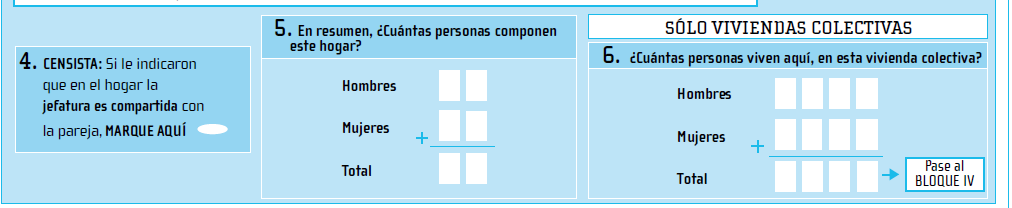 4. CENSISTA: Si le indicaron
que en el hogar la
jefatura es compartida con
la pareja, MARQUE AQUÍ
5. En resumen, ¿Cuántas personas componen
este hogar?
Hombres
Mujeres
+
Total
SÓLO VIVIENDAS COLECTIVAS
6. ¿Cuántas personas viven aquí, en esta vivienda colectiva?
Hombres
Mujeres
+
Total
Pase al
BLOQUE IV